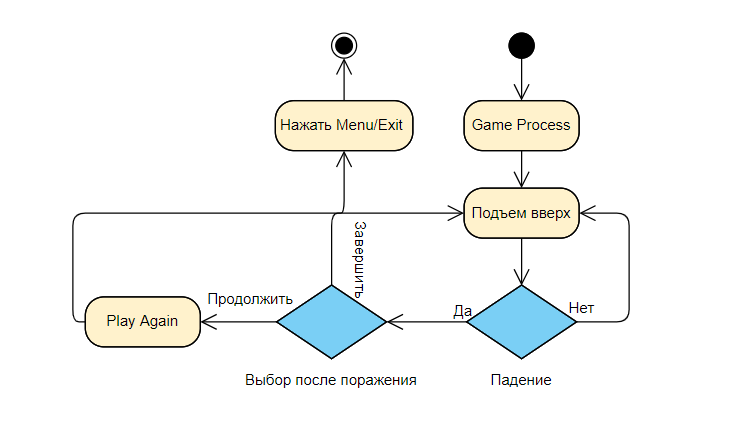 Нажать Menu/Exit
Game Process
Подъем вверх
Завершить
Продолжить
Да
Нет
Play Again
Выбор после поражения
Падение